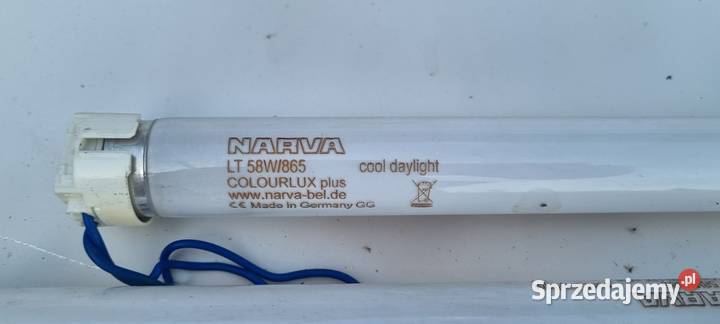 NARVA
LT 58W/865 cool daylight
COLOURLUX plus
www.narva-bel.de
CE Made in Germany GG
NARVA
Sprzedajemy.pl